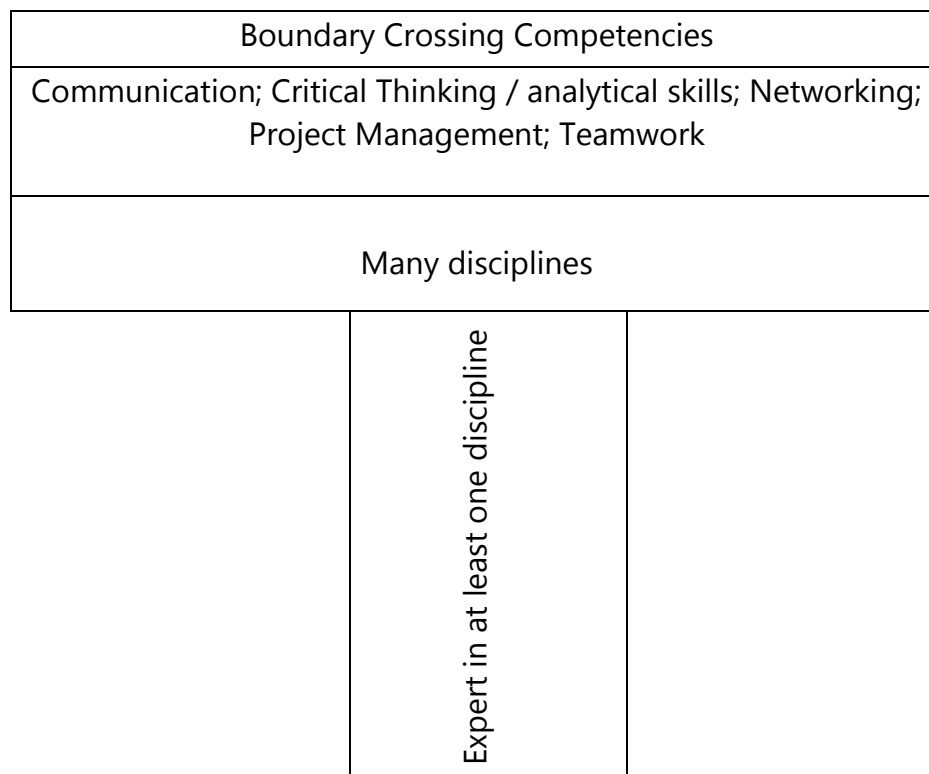 Boundary Crossing Competencies
Communication; Critical Thinking / analytical skills; Networking;
Project Management; Teamwork
Many disciplines
Expert in at least one discipline